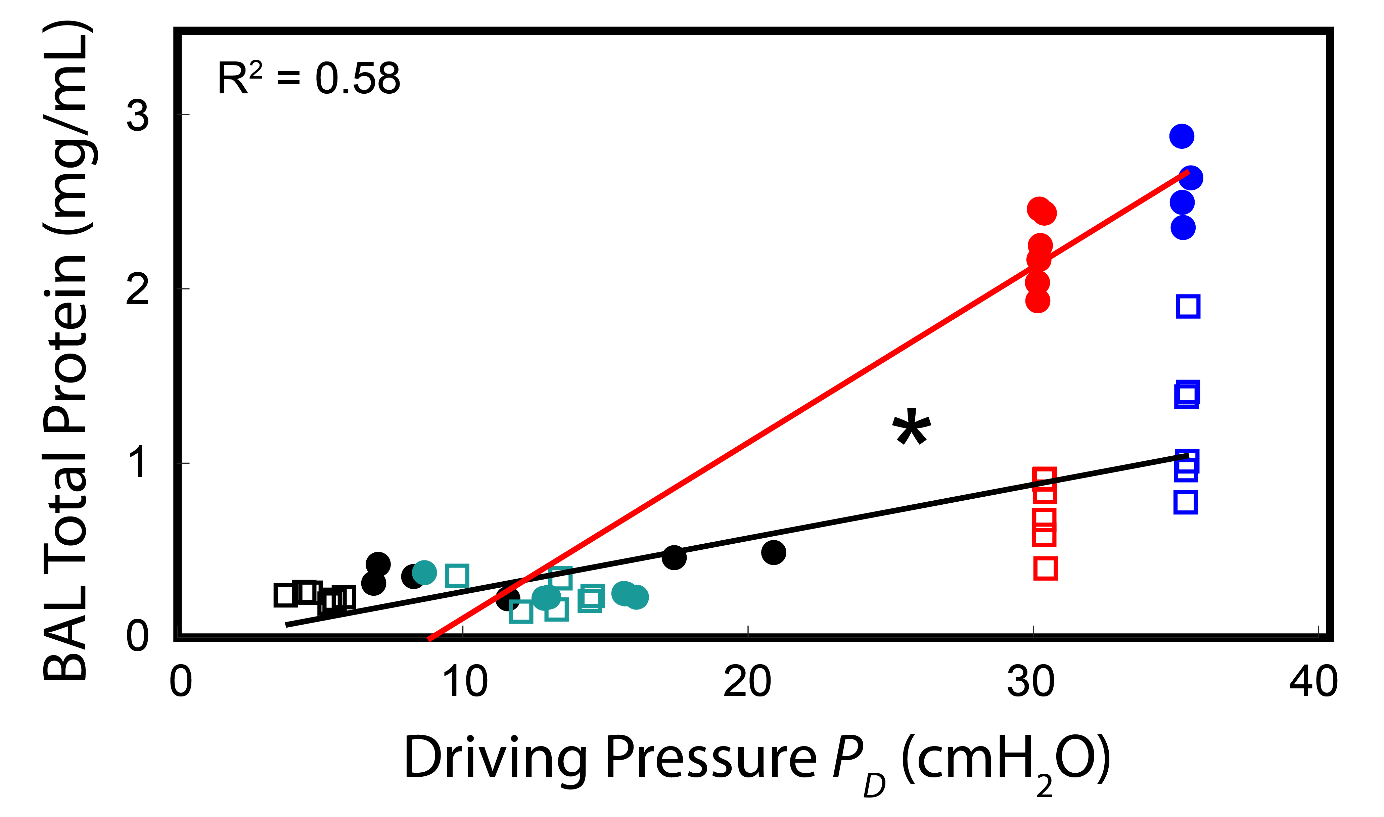 R² = 0.58
BAL Total Protein (mg/mL)
3
2
1
0
*
0 10 20 30 40
Driving Pressure P_D (cmH₂O)